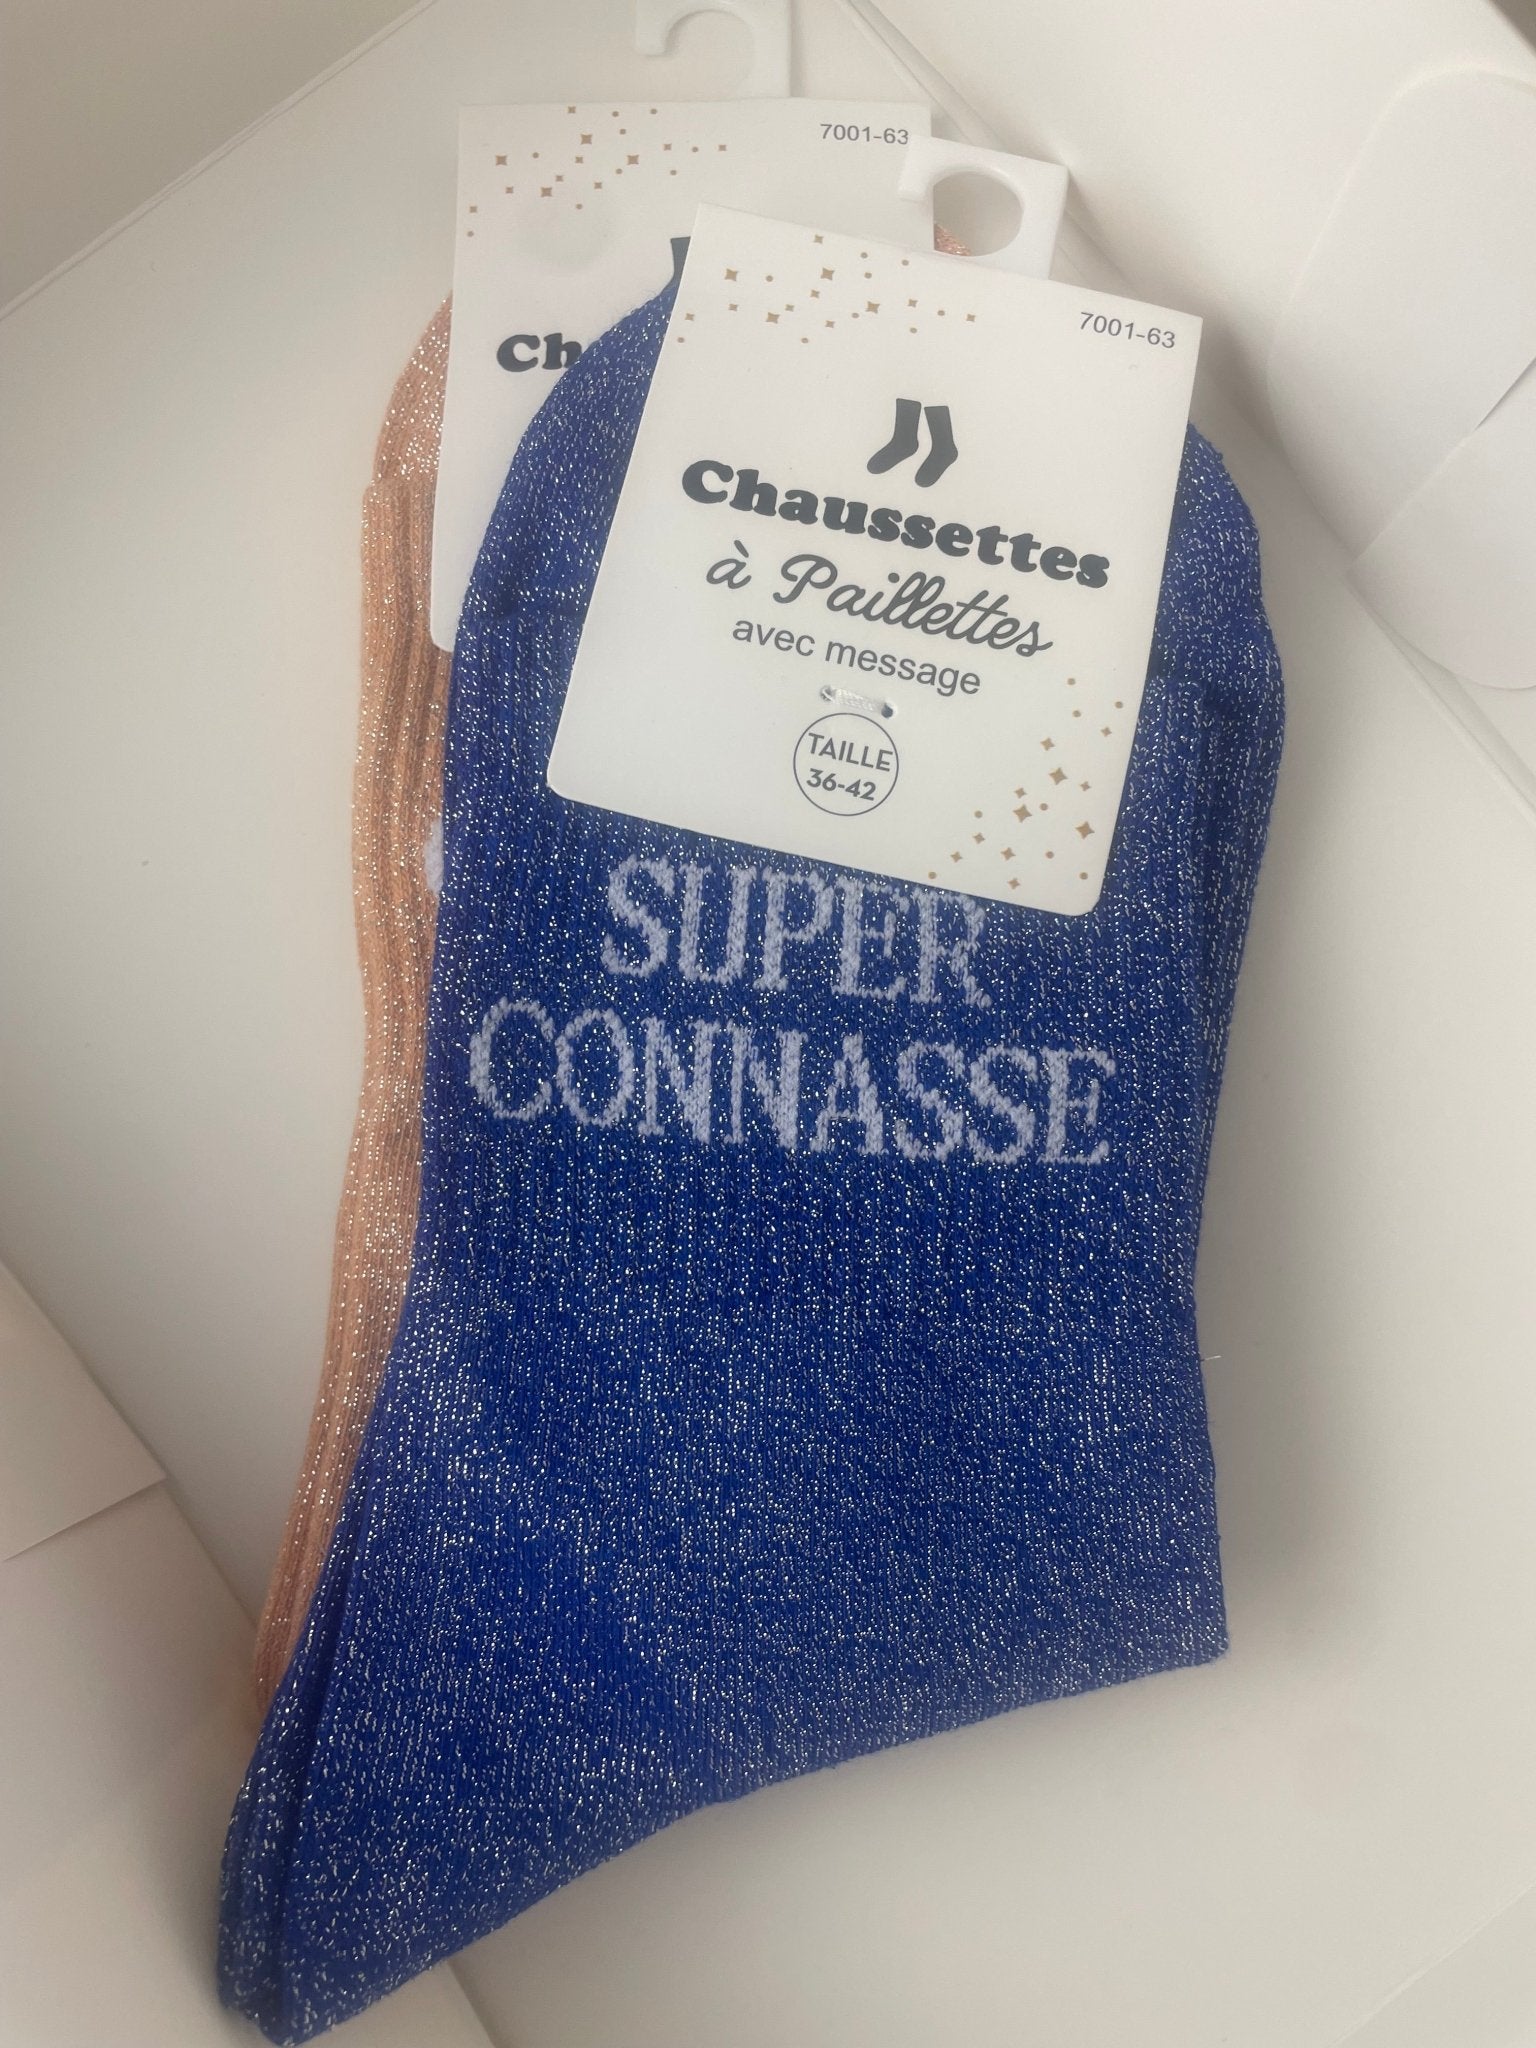 7001-63
Ch
7001-63
Chaussettes
à Paillettes
avec message
TAILLE
36-42
SUPER
CONNASSE